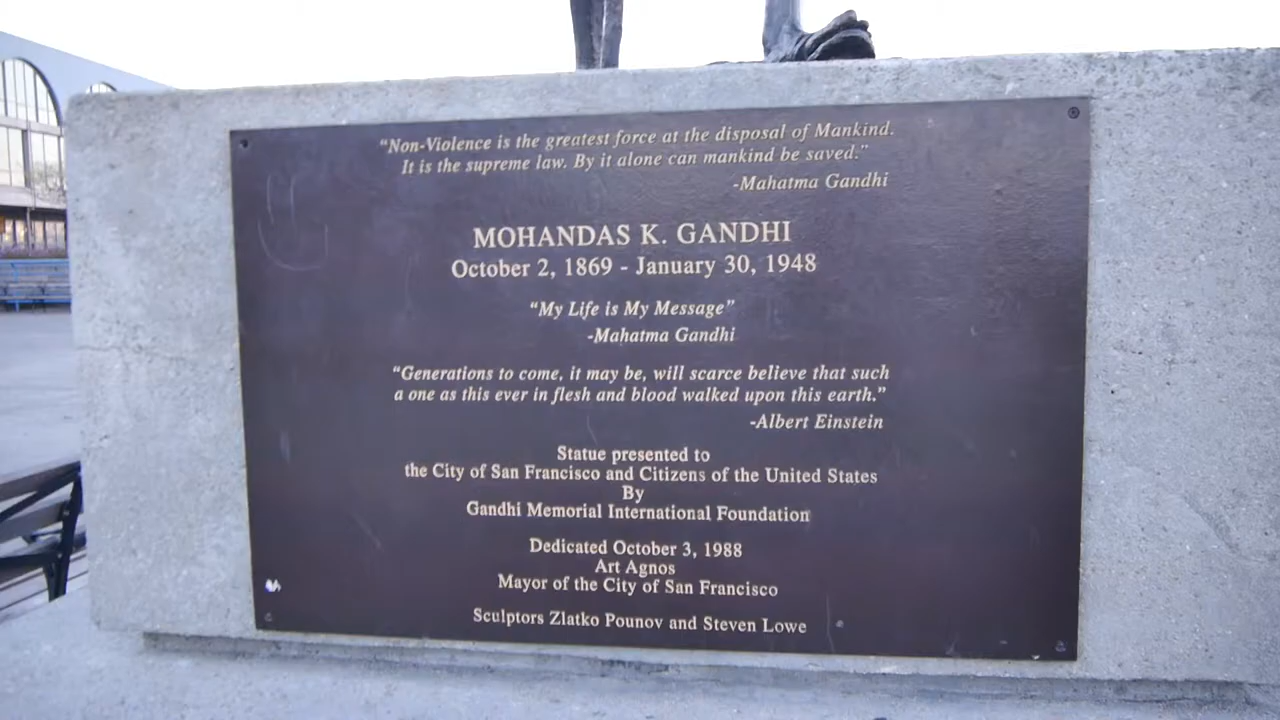 “Non-Violence is the greatest force at the disposal of Mankind.
It is the supreme law. By it alone can mankind be saved.”
-Mahatma Gandhi
MOHANDAS K. GANDHI
October 2, 1869 - January 30, 1948
“My Life is My Message”
-Mahatma Gandhi
“Generations to come, it may be, will scarce believe that such
a one as this ever in flesh and blood walked upon this earth.”
-Albert Einstein
Statue presented to
the City of San Francisco and Citizens of the United States
By
Gandhi Memorial International Foundation
Dedicated October 3, 1988
Art Agnos
Mayor of the City of San Francisco
Sculptors Zlatko Pounov and Steven Lowe